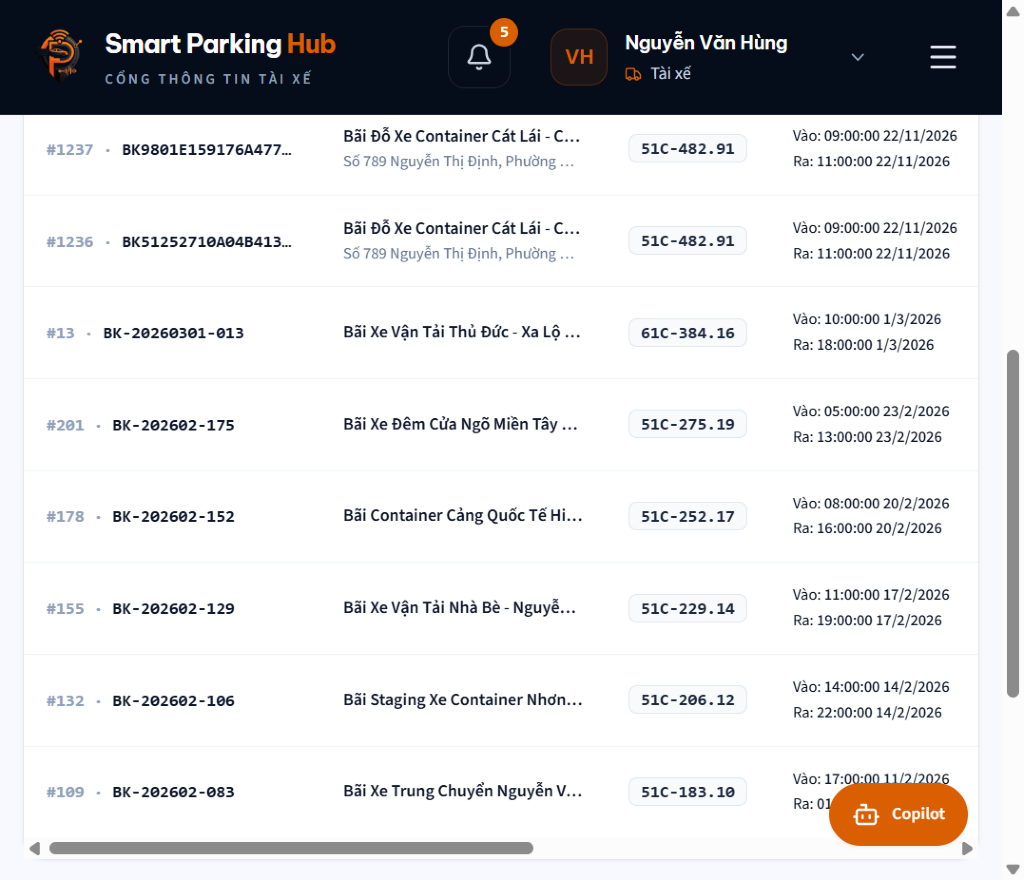 Smart Parking Hub
CỔNG THÔNG TIN TÀI XẾ
5
VH
Nguyễn Văn Hùng
Tài xế
#1237 • BK9801E159176A477…
Bãi Đỗ Xe Container Cát Lái - C…
Số 789 Nguyễn Thị Định, Phường …
51C-482.91
Vào: 09:00:00 22/11/2026
Ra: 11:00:00 22/11/2026
#1236 • BK51252710A04B413…
Bãi Đỗ Xe Container Cát Lái - C…
Số 789 Nguyễn Thị Định, Phường …
51C-482.91
Vào: 09:00:00 22/11/2026
Ra: 11:00:00 22/11/2026
#13 • BK-20260301-013
Bãi Xe Vận Tải Thủ Đức - Xa Lộ …
61C-384.16
Vào: 10:00:00 1/3/2026
Ra: 18:00:00 1/3/2026
#201 • BK-202602-175
Bãi Xe Đêm Cửa Ngõ Miền Tây …
51C-275.19
Vào: 05:00:00 23/2/2026
Ra: 13:00:00 23/2/2026
#178 • BK-202602-152
Bãi Container Cảng Quốc Tế Hi…
51C-252.17
Vào: 08:00:00 20/2/2026
Ra: 16:00:00 20/2/2026
#155 • BK-202602-129
Bãi Xe Vận Tải Nhà Bè - Nguyễ…
51C-229.14
Vào: 11:00:00 17/2/2026
Ra: 19:00:00 17/2/2026
#132 • BK-202602-106
Bãi Staging Xe Container Nhơn…
51C-206.12
Vào: 14:00:00 14/2/2026
Ra: 22:00:00 14/2/2026
#109 • BK-202602-083
Bãi Xe Trung Chuyển Nguyễn V…
51C-183.10
Vào: 17:00:00 11/2/2026
Ra: 01
Copilot